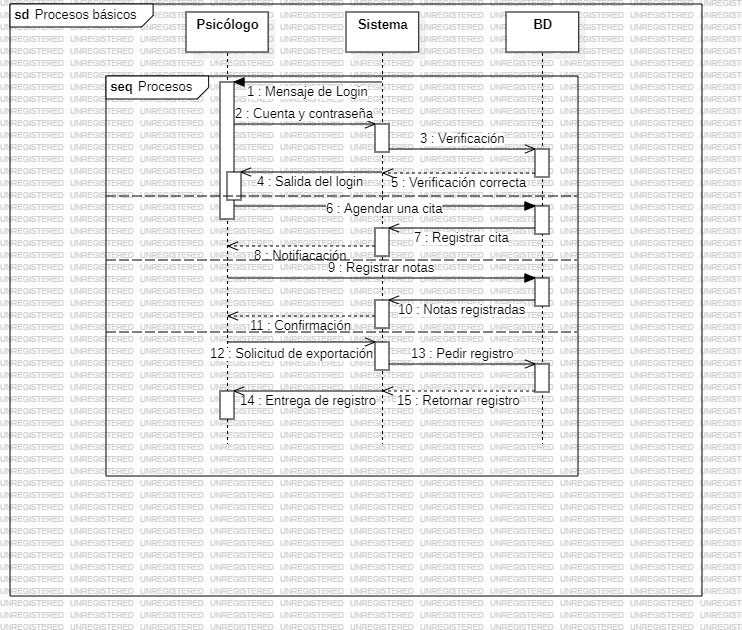 sd Procesos básicos
Psicólogo
Sistema
BD
seq Procesos
1 : Mensaje de Login
2 : Cuenta y contraseña
3 : Verificación
4 : Salida del login
5 : Verificación correcta
6 : Agendar una cita
7 : Registrar cita
8 : Notifiacación
9 : Registrar notas
10 : Notas registradas
11 : Confirmación
12 : Solicitud de exportación
13 : Pedir registro
14 : Entrega de registro
15 : Retornar registro
UNREGISTERED